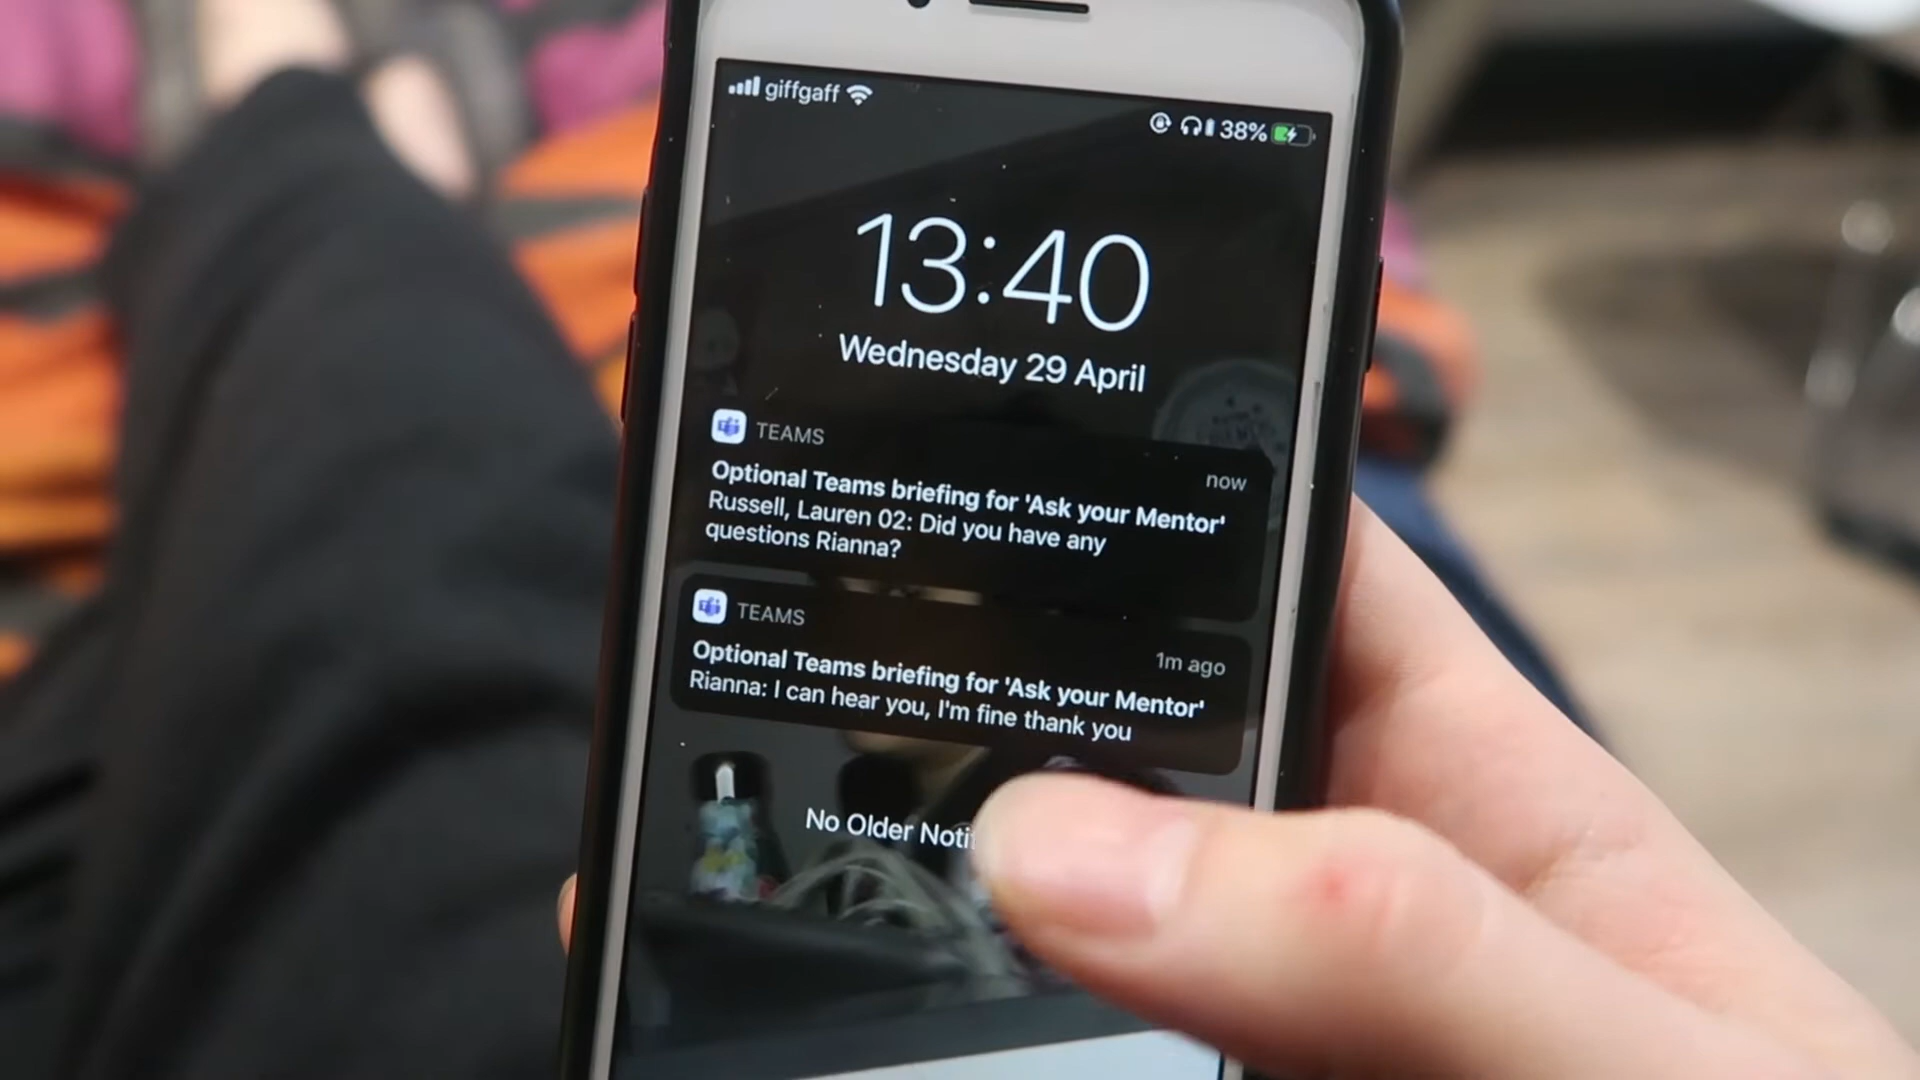 giffgaff
38%
13:40
Wednesday 29 April
TEAMS
now
Optional Teams briefing for 'Ask your Mentor'
Russell, Lauren 02: Did you have any
questions Rianna?
TEAMS
1m ago
Optional Teams briefing for 'Ask your Mentor'
Rianna: I can hear you, I'm fine thank you
No Older Noti